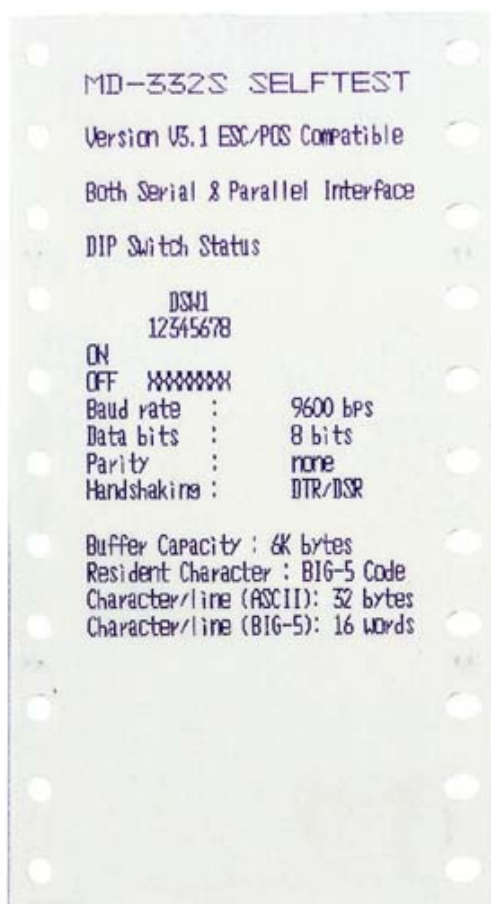 MD-332S SELFTEST
Version V3.1 ESC/POS Compatible
Both Serial & Parallel Interface
DIP Switch Status
DSW1
12345678
ON
OFF XXXXXXXX
Baud rate : 9600 bps
Data bits : 8 bits
Parity : none
Handshaking : DTR/DSR
Buffer Capacity : 6K bytes
Resident Character : BIG-5 Code
Character/line (ASCII): 32 bytes
Character/line (BIG-5): 16 words